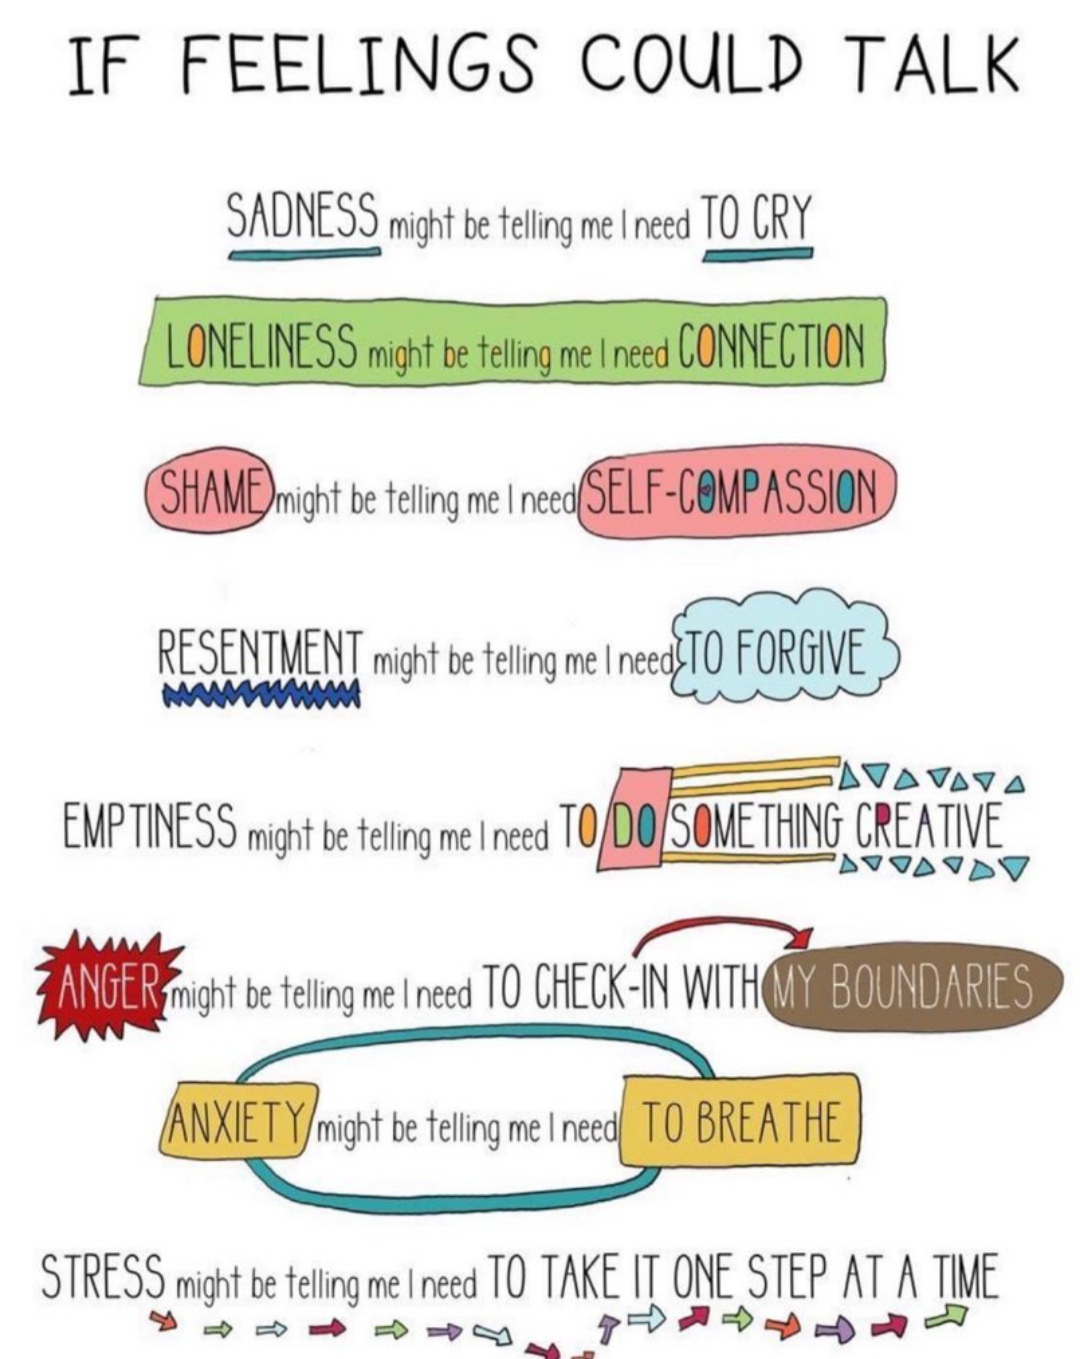 IF FEELINGS COULD TALK
SADNESS might be telling me I need TO CRY
LONELINESS might be telling me I need CONNECTION
SHAME might be telling me I need SELF-COMPASSION
RESENTMENT might be telling me I need TO FORGIVE
EMPTINESS might be telling me I need TO DO SOMETHING CREATIVE
ANGER might be telling me I need TO CHECK-IN WITH MY BOUNDARIES
ANXIETY might be telling me I need TO BREATHE
STRESS might be telling me I need TO TAKE IT ONE STEP AT A TIME